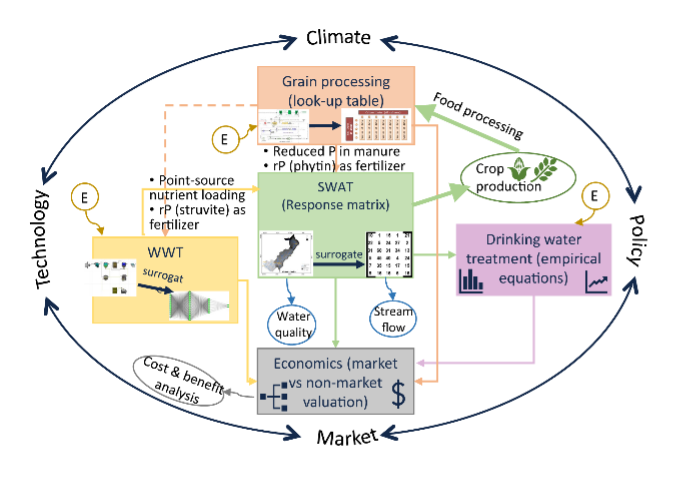 Climate
Grain processing
(look-up table)
Food processing
E
• Reduced P in manure
• rP (phytin) as fertilizer
Crop
production
• Point-source
nutrient loading
• rP (struvite) as
fertilizer
E
E
SWAT
(Response matrix)
Technology
Policy
WWT
surrogat
surrogate
Drinking water
treatment (empirical
equations)
Water
quality
Stream
flow
Cost & benefit
analysis
Economics (market
vs non-market
valuation)
$
Market